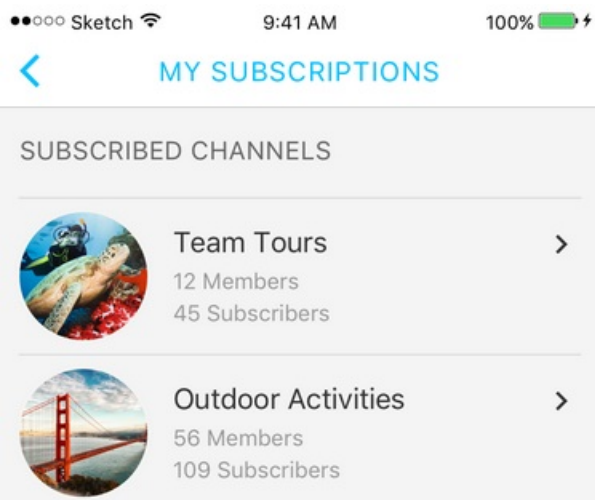 Sketch 9:41 AM 100%
MY SUBSCRIPTIONS
SUBSCRIBED CHANNELS
Team Tours
12 Members
45 Subscribers
Outdoor Activities
56 Members
109 Subscribers